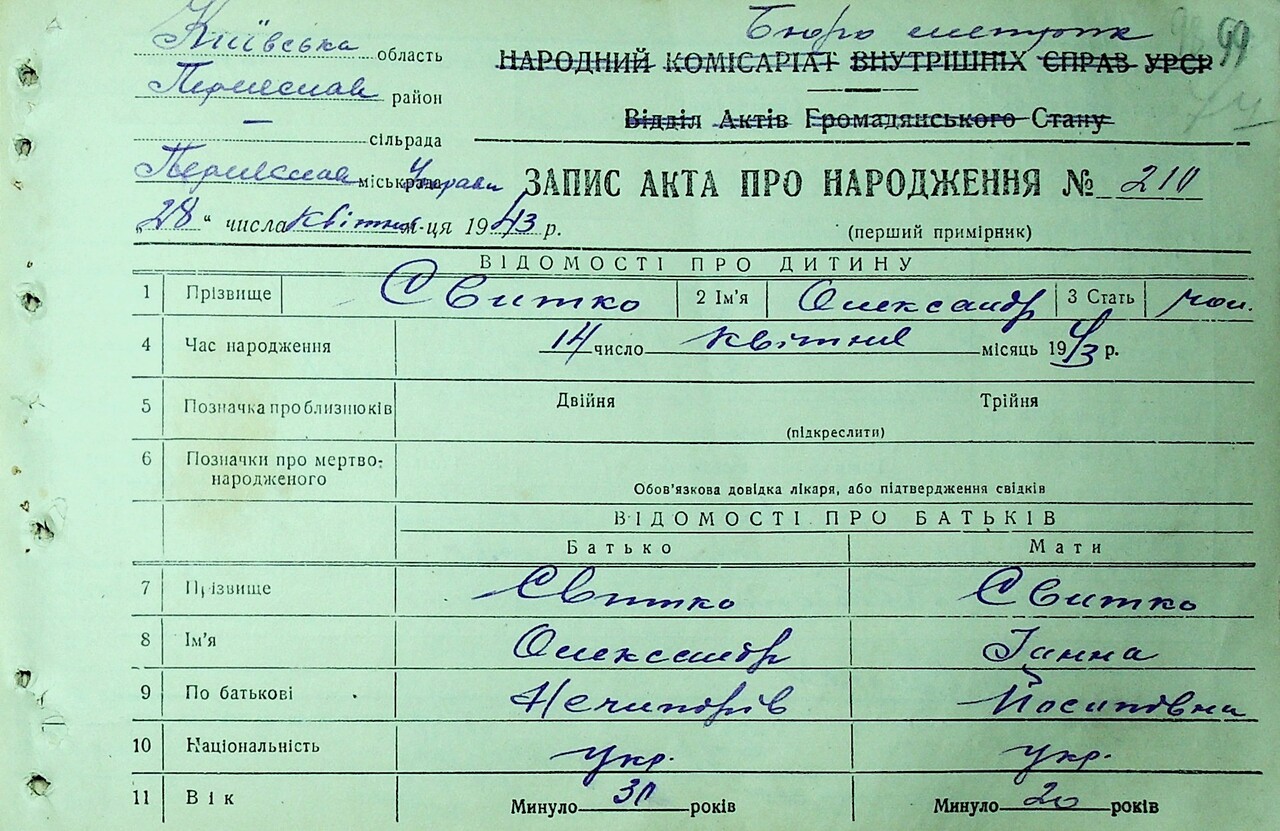 Київська область
Бюро метрик
99
НАРОДНИЙ КОМІСАРІАТ ВНУТРІШНІХ СПРАВ УРСР
Переяслав район
Відділ Актів Громадянського Стану
— сільрада
Переяслав міськрада Управи
ЗАПИС АКТА ПРО НАРОДЖЕННЯ № 210
„28“ числа квітня м-ця 1943 р.
(перший примірник)
ВІДОМОСТІ ПРО ДИТИНУ
1 Прізвище Свитко 2 Ім'я Олександр 3 Стать чол.
4 Час народження 14 число квітня місяць 1943 р.
5 Позначка про близнюків Двійня Трійня
(підкреслити)
6 Позначки про мертво-
народженого
Обов'язкова довідка лікаря, або підтвердження свідків
ВІДОМОСТІ ПРО БАТЬКІВ
Батько Мати
7 Прізвище Свитко Свитко
8 Ім'я Олександр Ганна
9 По батькові Нечипорів Йосиповна
10 Національність укр. укр.
11 Вік Минуло 30 років Минуло 20 років